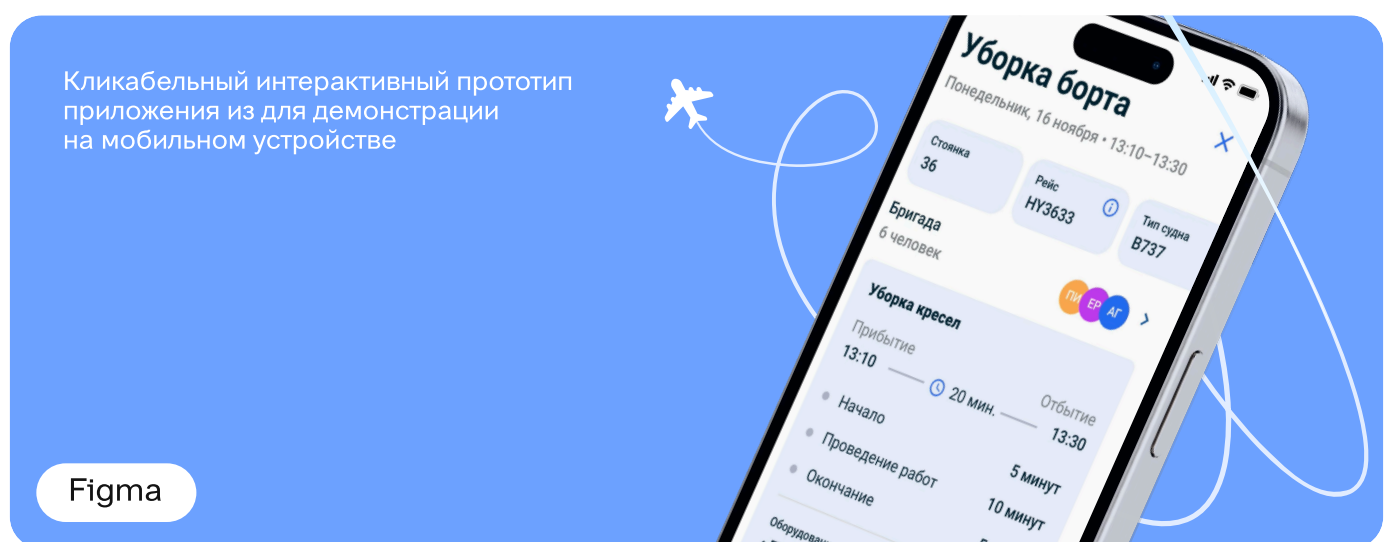 Кликабельный интерактивный прототип
приложения из для демонстрации
на мобильном устройстве
Figma
Уборка борта
Понедельник, 16 ноября • 13:10–13:30
Стоянка
36
Рейс
HY3633
Тип судна
B737
Бригада
6 человек
ЕР
АГ
Уборка кресел
Прибытие
13:10
20 мин.
Отбытие
13:30
Начало
5 минут
Проведение работ
10 минут
Окончание